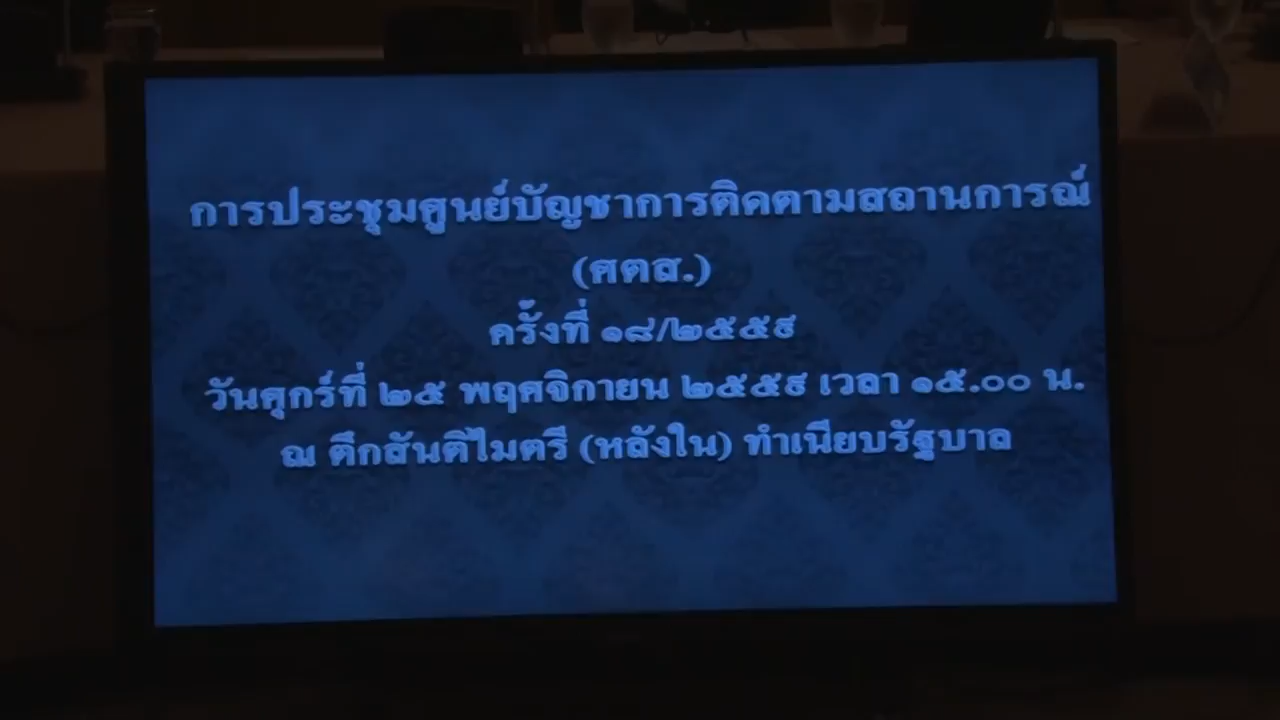 การประชุมศูนย์บัญชาการติดตามสถานการณ์
(ศตส.)
ครั้งที่ ๑๘/๒๕๕๙
วันศุกร์ที่ ๒๕ พฤศจิกายน ๒๕๕๙ เวลา ๑๕.๐๐ น.
ณ ตึกสันติไมตรี (หลังใน) ทำเนียบรัฐบาล